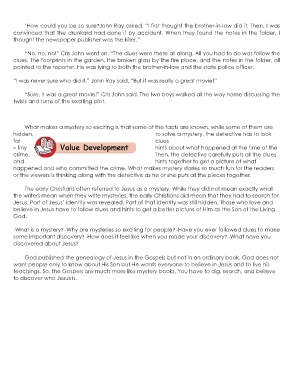 'How could you be so sure? John Ray asked. "I first thought the brother-in-law did it. Then, I was
convinced that the drunkard had done it by accident. When they found the notes in the folder, I
thought the newspaper publisher was the killer."
"No, no, no!" Cris John went on. "The clues were there all along. All you had to do was follow the
clues. The footprints in the garden, the broken glass by the fire place, and the notes in the folder, all
pointed to the reporter. He was lying to both the brother-in-law and the state police officer.
"I was never sure who did it," John Ray said. "But it was really a great movie!"
"Sure, it was a great movie!" Cris John said. The two boys walked all the way home discussing the
twists and turns of the exciting plot.
What makes a mystery so exciting is that some of the facts are known, while some of them are
hidden. to solve a mystery, the detective has to look
for clues
– tiny hints about what happened at the time of the
crime. Then, the detective carefully puts all the clues
and hints together to get a picture of what
Value Development
happened and who committed the crime. What makes mystery stories so much fun for the readers
or the viewers is thinking along with the detective as he or she puts all the pieces together.
The early Christians often referred to Jesus as a mystery. While they did not mean exactly what
the writers mean when they write mysteries, the early Christians did mean that they had to search for
Jesus. Part of Jesus' identity was revealed. Part of that identity was still hidden. Those who love and
believe in Jesus have to follow clues and hints to get a better picture of Him as the Son of the Living
God.
-What is a mystery? -Why are mysteries so exciting for people? -Have you ever followed clues to make
some important discovery? -How does it feel like when you made your discovery? -What have you
discovered about Jesus?
God published the genealogy of Jesus in the Gospels but not in an ordinary book. God does not
want people only to know about His Son but He wants everyone to believe in Jesus and to live his
teachings. So, the Gospels are much more like mystery books. You have to dig, search, and believe
to discover who Jesus is.